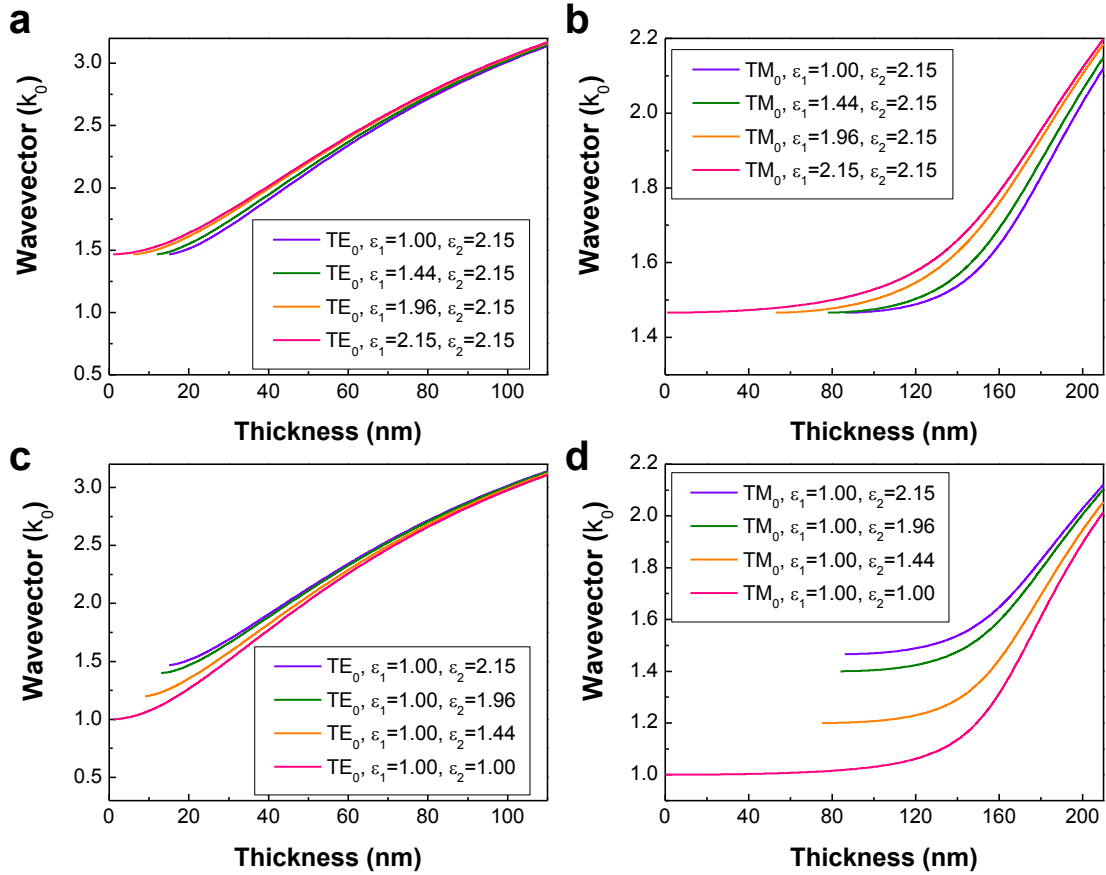 a
Wavevector (k₀)
3.0
2.5
2.0
1.5
1.0
0.5
TE₀, ε₁=1.00, ε₂=2.15
TE₀, ε₁=1.44, ε₂=2.15
TE₀, ε₁=1.96, ε₂=2.15
TE₀, ε₁=2.15, ε₂=2.15
0 20 40 60 80 100
Thickness (nm)
b
Wavevector (k₀)
2.2
2.0
1.8
1.6
1.4
TM₀, ε₁=1.00, ε₂=2.15
TM₀, ε₁=1.44, ε₂=2.15
TM₀, ε₁=1.96, ε₂=2.15
TM₀, ε₁=2.15, ε₂=2.15
0 40 80 120 160 200
Thickness (nm)
c
Wavevector (k₀)
3.0
2.5
2.0
1.5
1.0
0.5
TE₀, ε₁=1.00, ε₂=2.15
TE₀, ε₁=1.00, ε₂=1.96
TE₀, ε₁=1.00, ε₂=1.44
TE₀, ε₁=1.00, ε₂=1.00
0 20 40 60 80 100
Thickness (nm)
d
Wavevector (k₀)
2.2
2.0
1.8
1.6
1.4
1.2
1.0
TM₀, ε₁=1.00, ε₂=2.15
TM₀, ε₁=1.00, ε₂=1.96
TM₀, ε₁=1.00, ε₂=1.44
TM₀, ε₁=1.00, ε₂=1.00
0 40 80 120 160 200
Thickness (nm)